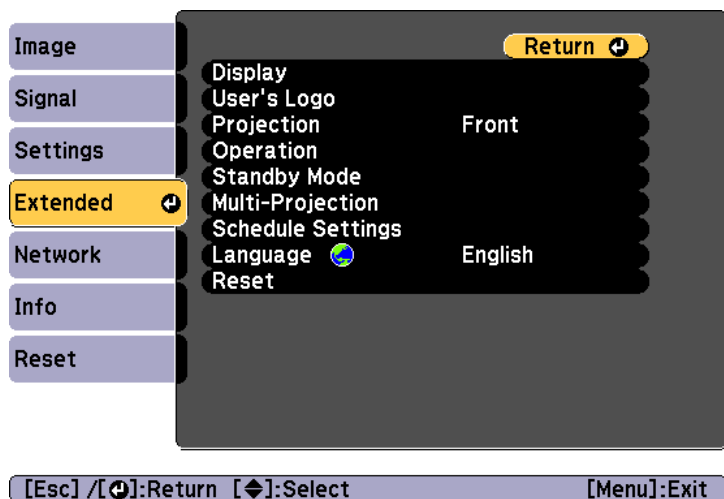 Image
Signal
Settings
Extended
Network
Info
Reset
Return
Display
User's Logo
Projection Front
Operation
Standby Mode
Multi-Projection
Schedule Settings
Language English
Reset
[Esc] /[ ]:Return [ ]:Select [Menu]:Exit